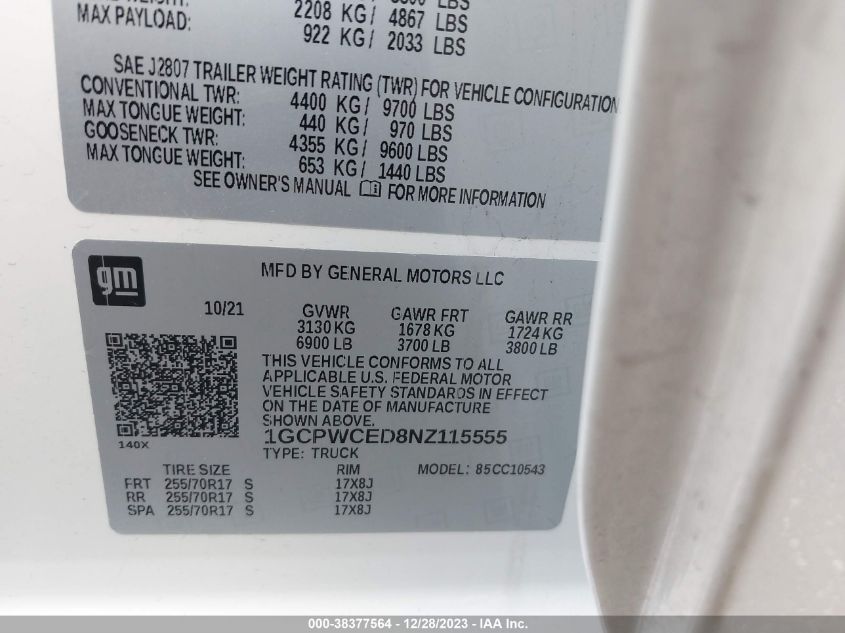 2208 KG/ 4867 LBS
MAX PAYLOAD: 922 KG/ 2033 LBS
SAE J2807 TRAILER WEIGHT RATING (TWR) FOR VEHICLE CONFIGURATION
CONVENTIONAL TWR: 4400 KG/ 9700 LBS
MAX TONGUE WEIGHT: 440 KG/ 970 LBS
GOOSENECK TWR: 4355 KG/ 9600 LBS
MAX TONGUE WEIGHT: 653 KG/ 1440 LBS
SEE OWNER'S MANUAL FOR MORE INFORMATION
gm
MFD BY GENERAL MOTORS LLC
10/21 GVWR GAWR FRT GAWR RR
3130 KG 1678 KG 1724 KG
6900 LB 3700 LB 3800 LB
THIS VEHICLE CONFORMS TO ALL
APPLICABLE U.S. FEDERAL MOTOR
VEHICLE SAFETY STANDARDS IN EFFECT
ON THE DATE OF MANUFACTURE
SHOWN ABOVE.
140X
1GCPWCED8NZ115555
TYPE: TRUCK MODEL: 85CC10543
TIRE SIZE RIM
FRT 255/70R17 S 17X8J
RR 255/70R17 S 17X8J
SPA 255/70R17 S 17X8J
000-38377564 - 12/28/2023 - IAA Inc.